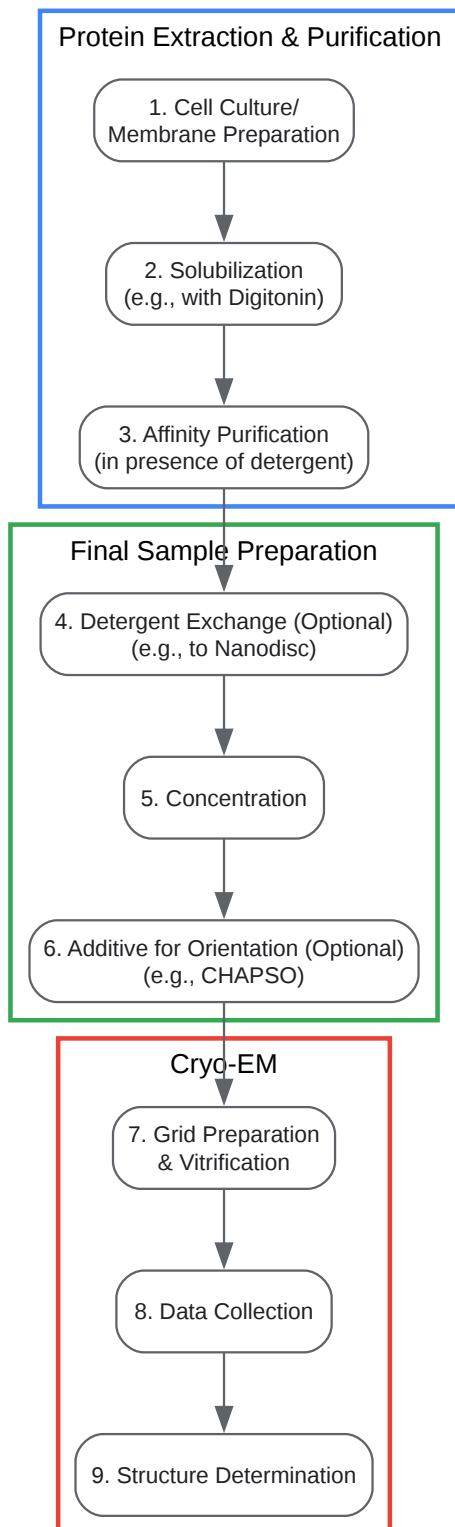 Protein Extraction & Purification
1. Cell Culture/
Membrane Preparation
2. Solubilization
(e.g., with Digitonin)
3. Affinity Purification
(in presence of detergent)
Final Sample Preparation
4. Detergent Exchange (Optional)
(e.g., to Nanodisc)
5. Concentration
6. Additive for Orientation (Optional)
(e.g., CHAPSO)
Cryo-EM
7. Grid Preparation
& Vitrification
8. Data Collection
9. Structure Determination